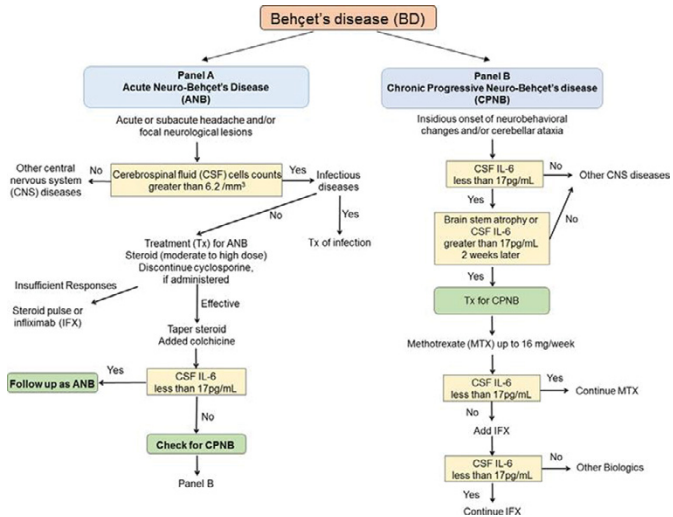 Behçet's disease (BD)
Panel A
Acute Neuro-Behçet's Disease
(ANB)
Acute or subacute headache and/or
focal neurological lesions
Other central
nervous system
(CNS) diseases
No
Cerebrospinal fluid (CSF) cells counts
greater than 6.2 /mm³
Yes
Infectious
diseases
No
Yes
Tx of infection
Treatment (Tx) for ANB
Steroid (moderate to high dose)
Discontinue cyclosporine,
if administered
Insufficient Responses
Steroid pulse or
infliximab (IFX)
Effective
Taper steroid
Added colchicine
Follow up as ANB
Yes
CSF IL-6
less than 17pg/mL
No
Check for CPNB
Panel B
Panel B
Chronic Progressive Neuro-Behçet's disease
(CPNB)
Insidious onset of neurobehavioral
changes and/or cerebellar ataxia
CSF IL-6
less than 17pg/mL
No
Other CNS diseases
Yes
Brain stem atrophy or
CSF IL-6
greater than 17pg/mL
2 weeks later
No
Yes
Tx for CPNB
Methotrexate (MTX) up to 16 mg/week
CSF IL-6
less than 17pg/mL
Yes
Continue MTX
No
Add IFX
CSF IL-6
less than 17pg/mL
No
Other Biologics
Yes
Continue IFX